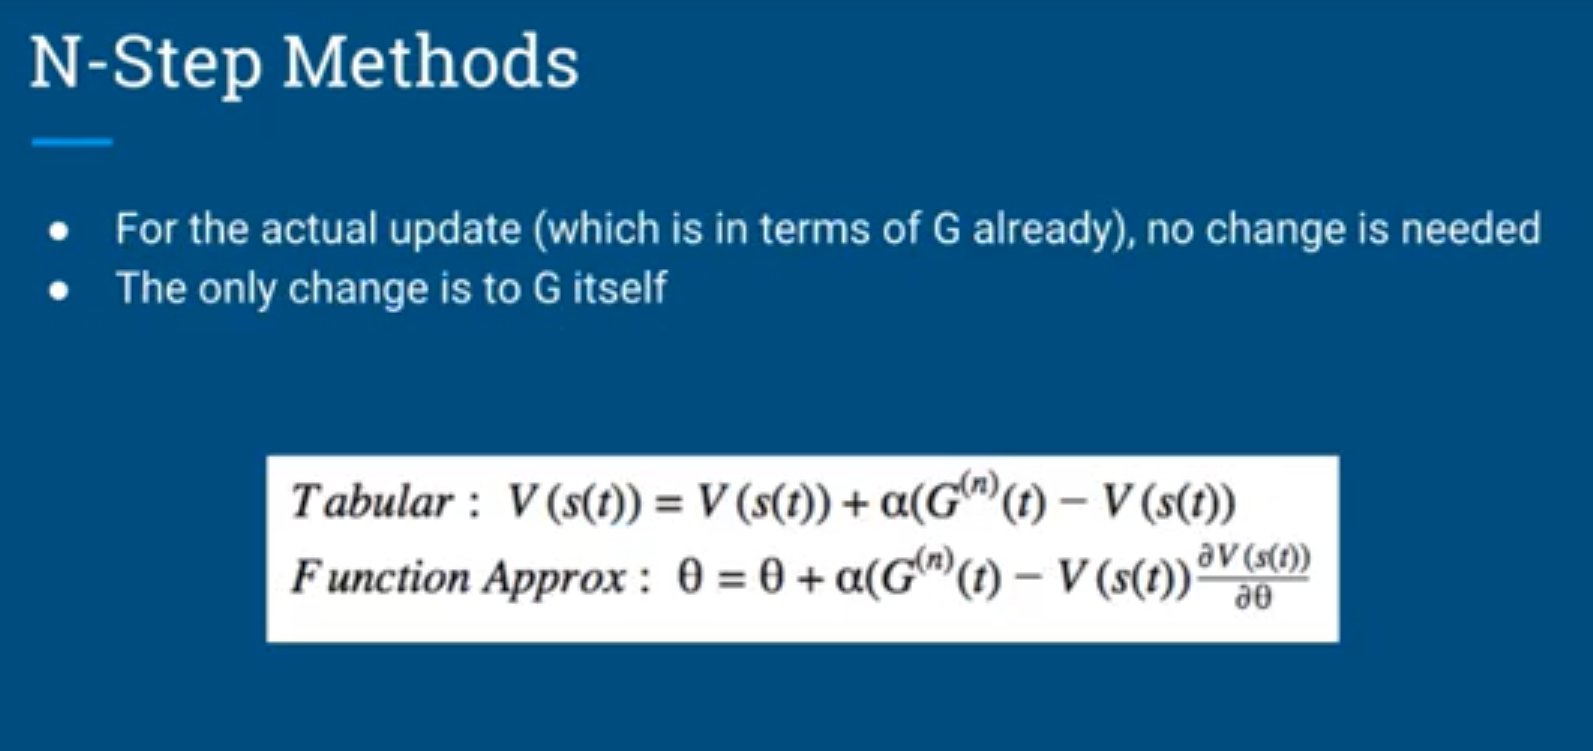 N-Step Methods
● For the actual update (which is in terms of G already), no change is needed
● The only change is to G itself
Tabular : V(s(t)) = V(s(t)) + α(G⁽ⁿ⁾(t) − V(s(t))
Function Approx : θ = θ + α(G⁽ⁿ⁾(t) − V(s(t)) ∂V(s(t))/∂θ